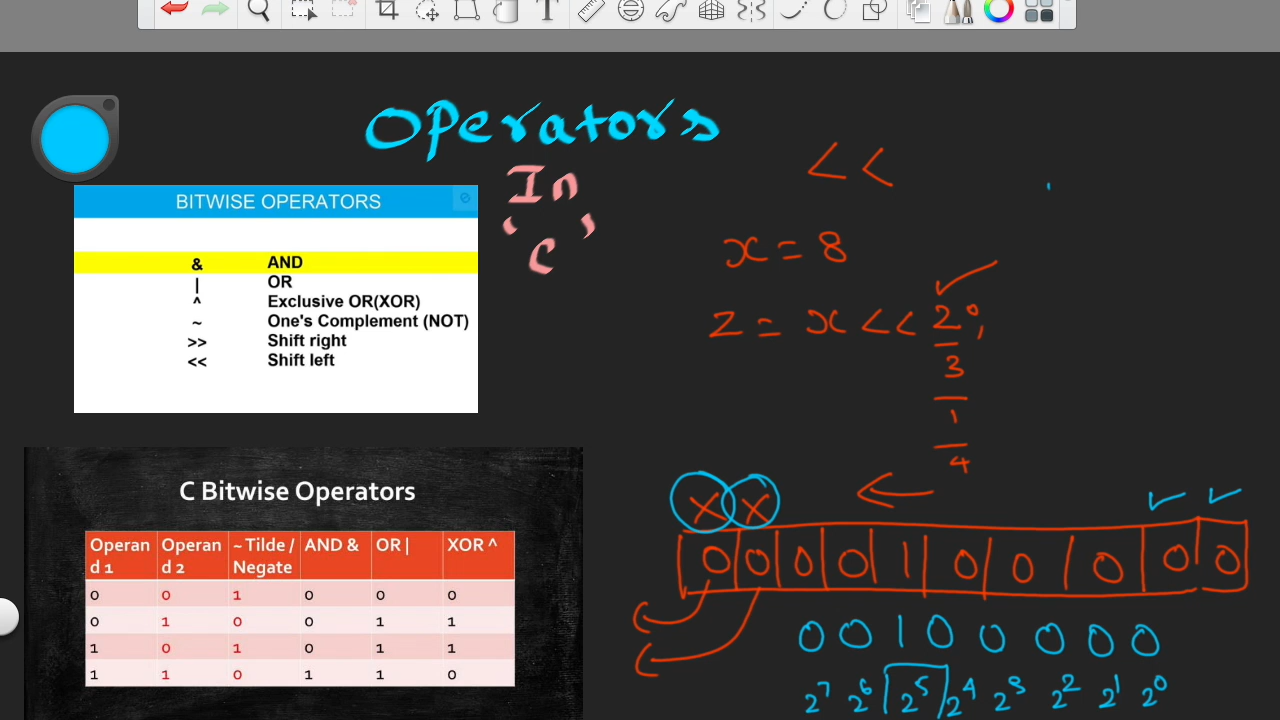 Operators
In
' C '
BITWISE OPERATORS
& AND
| OR
^ Exclusive OR(XOR)
~ One's Complement (NOT)
>> Shift right
<< Shift left
C Bitwise Operators
Operan d 1 Operan d 2 ~ Tilde / Negate AND & OR | XOR ^
0 0 1 0 0 0
0 1 0 0 1 1
1 0 1 0 1 1
1 1 0 1 1 0
<<
x = 8
z = x << 2;
3
1
4
x x
0 0 0 0 1 0 0 0 0 0
0 0 1 0 0 0 0 0
2⁷ 2⁶ 2⁵ 2⁴ 2³ 2² 2¹ 2⁰